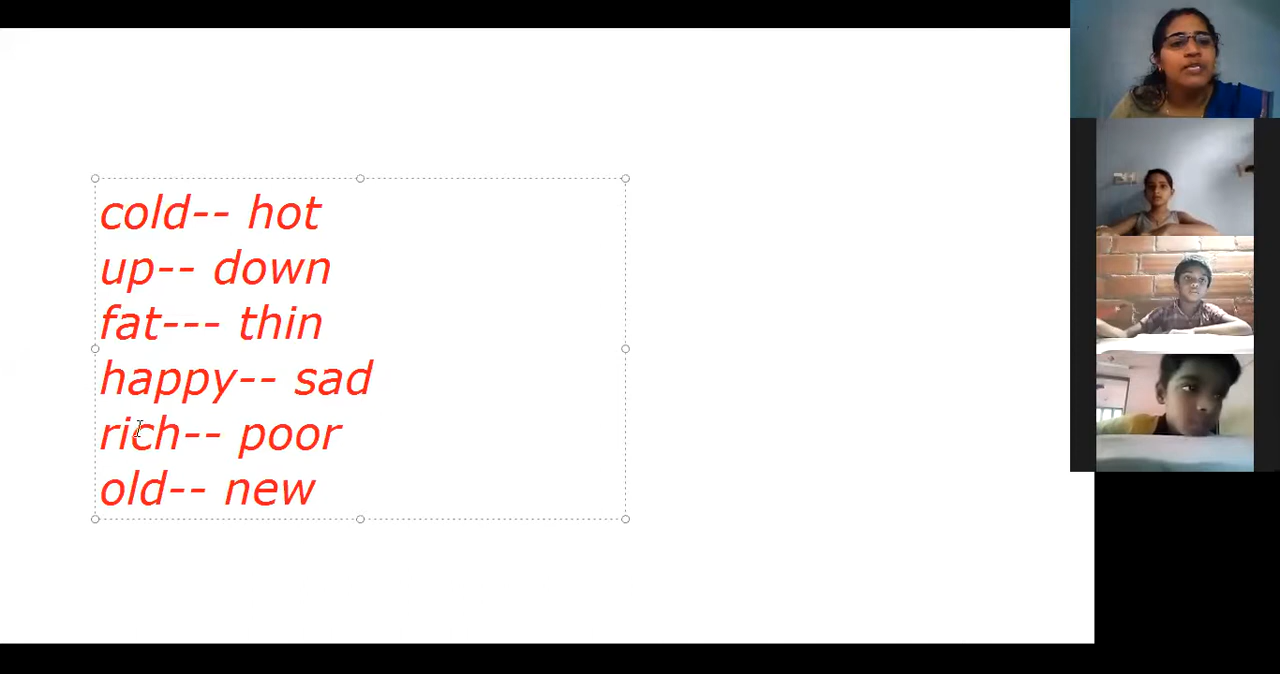 cold-- hot
up-- down
fat--- thin
happy-- sad
rich-- poor
old-- new